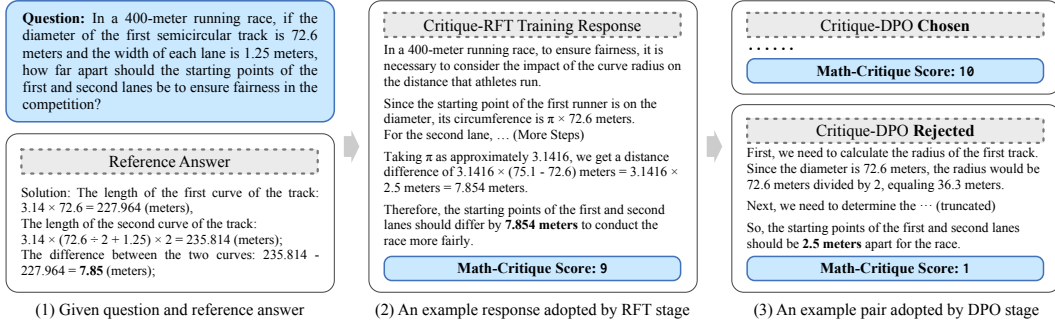 Question: In a 400-meter running race, if the
diameter of the first semicircular track is 72.6
meters and the width of each lane is 1.25 meters,
how far apart should the starting points of the
first and second lanes be to ensure fairness in the
competition?
Reference Answer
Solution: The length of the first curve of the track:
3.14 × 72.6 = 227.964 (meters),
The length of the second curve of the track:
3.14 × (72.6 ÷ 2 + 1.25) × 2 = 235.814 (meters);
The difference between the two curves: 235.814 -
227.964 = 7.85 (meters);
(1) Given question and reference answer
Critique-RFT Training Response
In a 400-meter running race, to ensure fairness, it is
necessary to consider the impact of the curve radius on
the distance that athletes run.
Since the starting point of the first runner is on the
diameter, its circumference is π × 72.6 meters.
For the second lane, … (More Steps)
Taking π as approximately 3.1416, we get a distance
difference of 3.1416 × (75.1 - 72.6) meters = 3.1416 ×
2.5 meters = 7.854 meters.
Therefore, the starting points of the first and second
lanes should differ by 7.854 meters to conduct the
race more fairly.
Math-Critique Score: 9
(2) An example response adopted by RFT stage
Critique-DPO Chosen
······
Math-Critique Score: 10
Critique-DPO Rejected
First, we need to calculate the radius of the first track.
Since the diameter is 72.6 meters, the radius would be
72.6 meters divided by 2, equaling 36.3 meters.
Next, we need to determine the ⋯ (truncated)
So, the starting points of the first and second lanes
should be 2.5 meters apart for the race.
Math-Critique Score: 1
(3) An example pair adopted by DPO stage